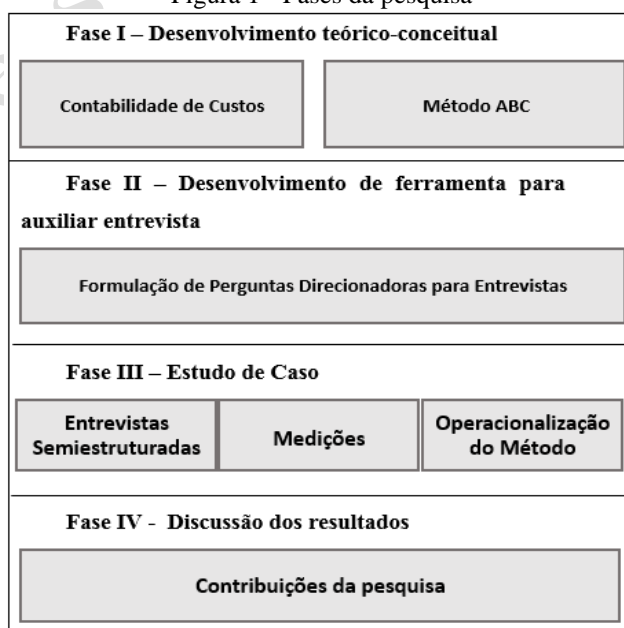 Figura 1 - Fases da pesquisa
Fase I – Desenvolvimento teórico-conceitual
Contabilidade de Custos
Método ABC
Fase II – Desenvolvimento de ferramenta para
auxiliar entrevista
Formulação de Perguntas Direcionadoras para Entrevistas
Fase III – Estudo de Caso
Entrevistas
Semiestruturadas
Medições
Operacionalização
do Método
Fase IV - Discussão dos resultados
Contribuições da pesquisa